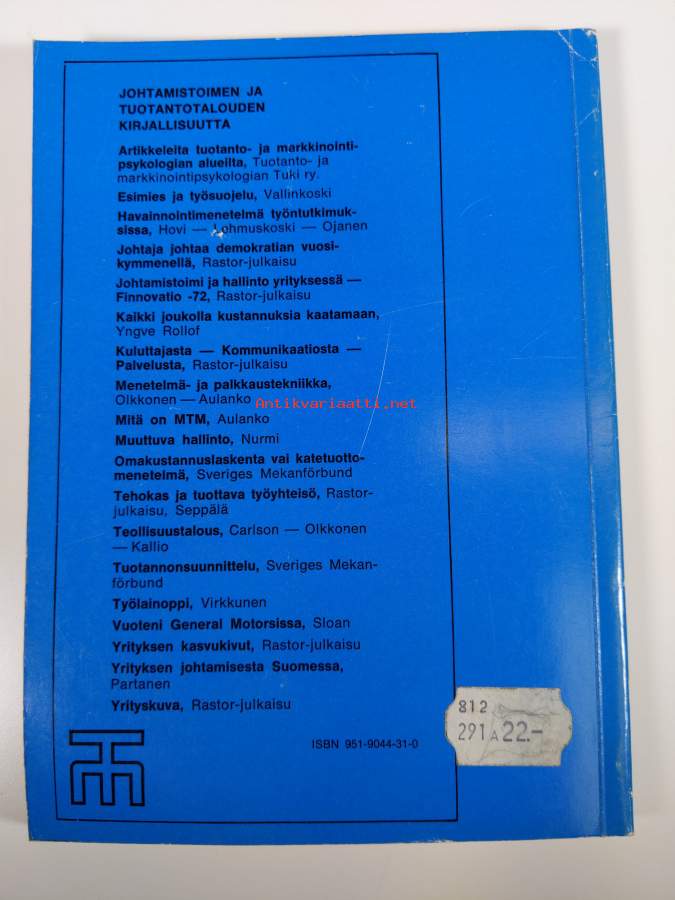 JOHTAMISTOIMEN JA
TUOTANTOTALOUDEN
KIRJALLISUUTTA
Artikkeleita tuotanto- ja markkinointi-
psykologian alueilta, Tuotanto- ja
markkinointipsykologian Tuki ry.
Esimies ja työsuojelu, Vallinkoski
Havainnointimenetelmä työntutkimuk-
sissa, Hovi — Lohmuskoski — Ojanen
Johtaja johtaa demokratian vuosi-
kymmenellä, Rastor-julkaisu
Johtamistoimi ja hallinto yrityksessä —
Finnovatio -72, Rastor-julkaisu
Kaikki joukolla kustannuksia kaatamaan,
Yngve Rollof
Kuluttajasta — Kommunikaatiosta —
Palvelusta, Rastor-julkaisu
Menetelmä- ja palkkaustekniikka,
Olkkonen — Aulanko
Antikvariaatti.net
Mitä on MTM, Aulanko
Muuttuva hallinto, Nurmi
Omakustannuslaskenta vai katetuotto-
menetelmä, Sveriges Mekanförbund
Tehokas ja tuottava työyhteisö, Rastor-
julkaisu, Seppälä
Teollisuustalous, Carlson — Olkkonen
— Kallio
Tuotannonsuunnittelu, Sveriges Mekan-
förbund
Työlainoppi, Virkkunen
Vuoteni General Motorsissa, Sloan
Yrityksen kasvukivut, Rastor-julkaisu
Yrityksen johtamisesta Suomessa,
Partanen
Yrityskuva, Rastor-julkaisu
812
291 A 22.-
ISBN 951-9044-31-0